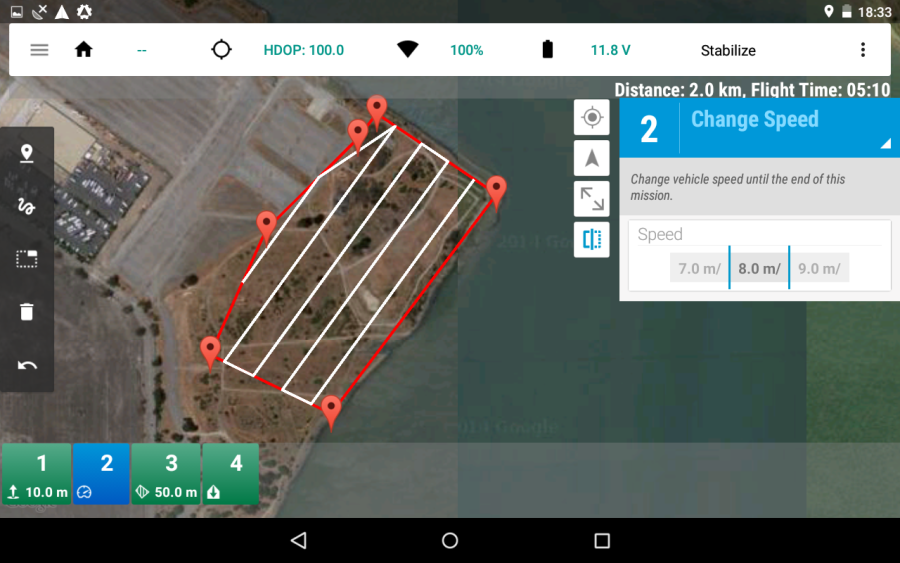 18:33
-- HDOP: 100.0 100% 11.8 V Stabilize
Distance: 2.0 km, Flight Time: 05:10
2 Change Speed
Change vehicle speed until the end of this
mission.
Speed
7.0 m/ 8.0 m/ 9.0 m/
2014 Goo
2014 Google
1 2 3 4
10.0 m 50.0 m